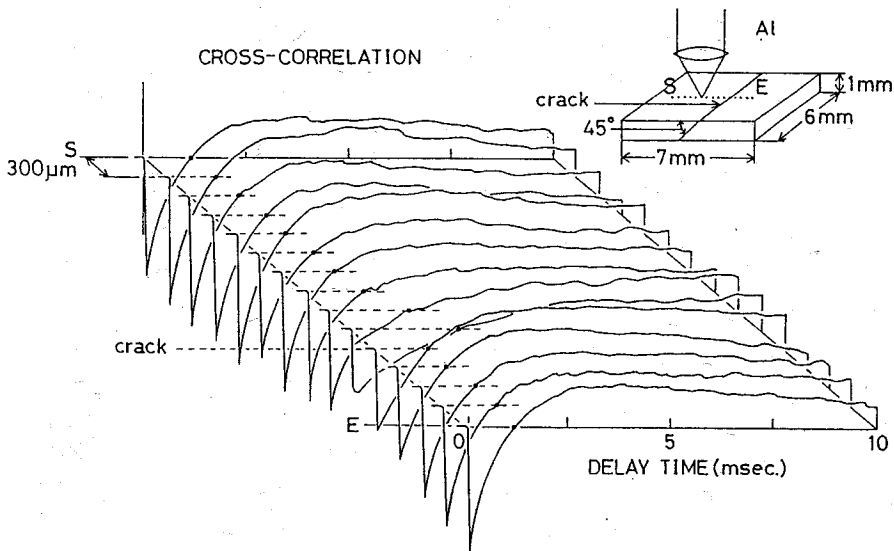 CROSS-CORRELATION
Al
S E
crack
1mm
6mm
45°
7mm
S
300μm
crack
E
0 5 10
DELAY TIME (msec.)